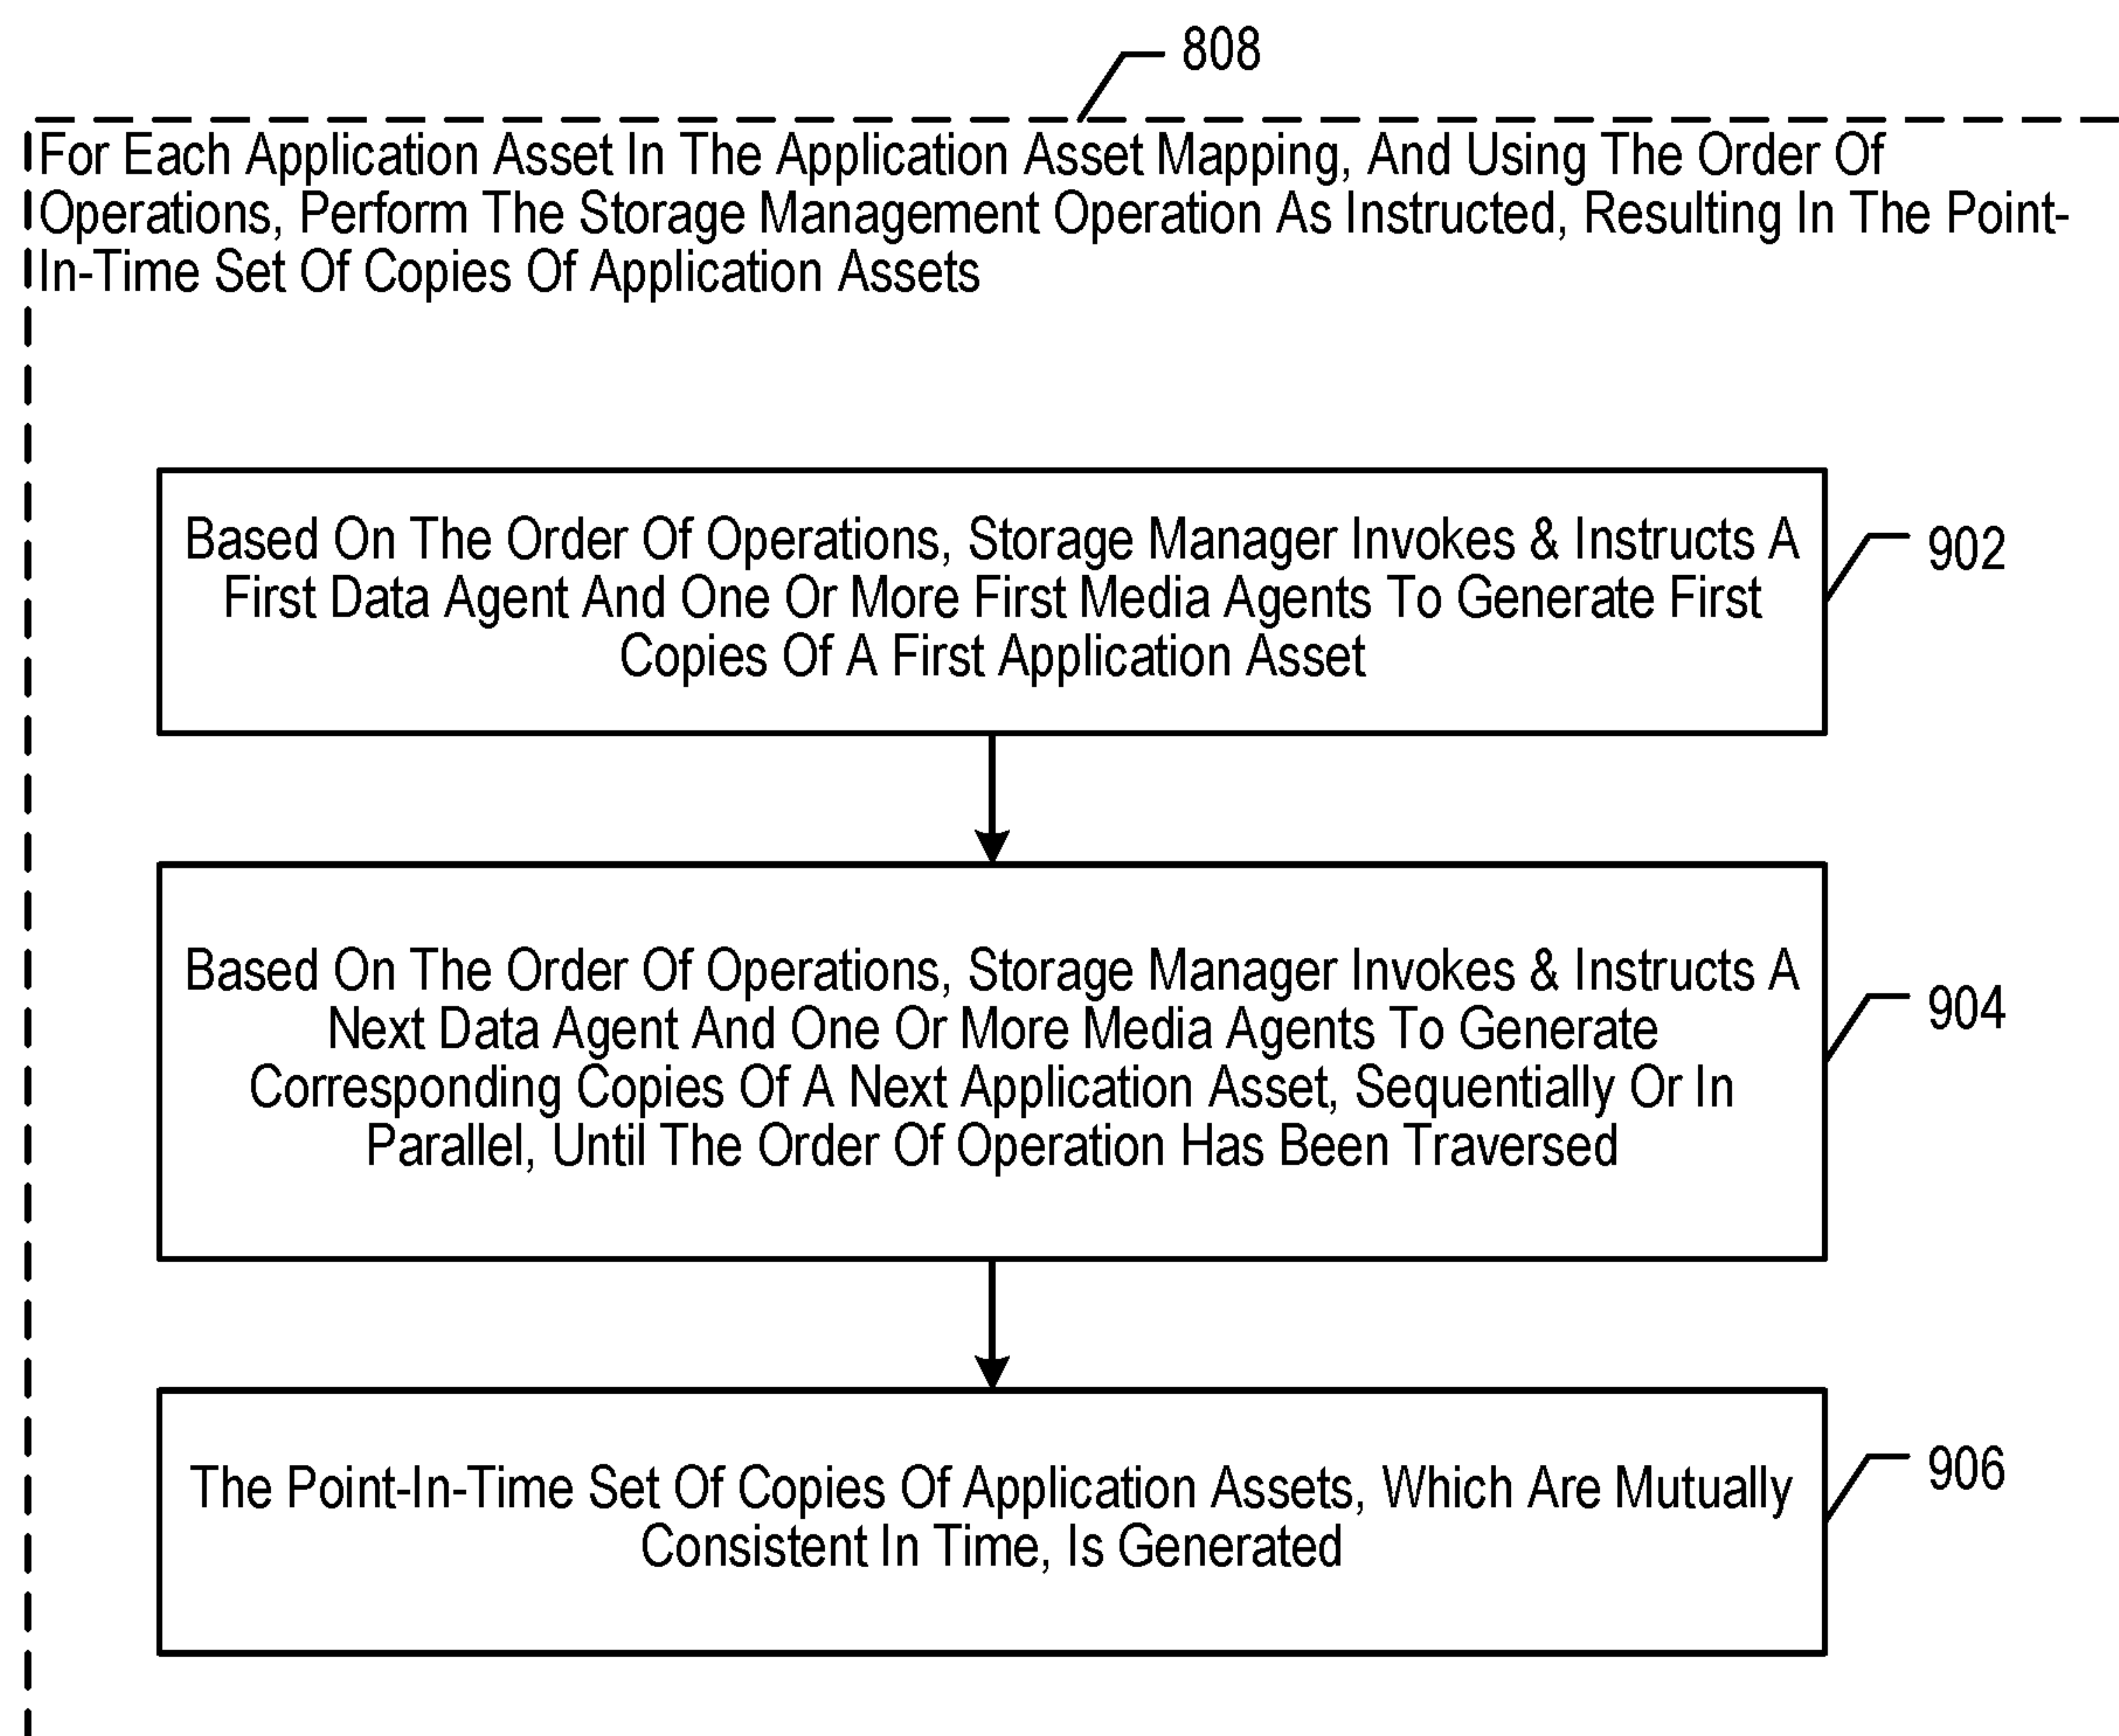 808
For Each Application Asset In The Application Asset Mapping, And Using The Order Of
Operations, Perform The Storage Management Operation As Instructed, Resulting In The Point-
In-Time Set Of Copies Of Application Assets
Based On The Order Of Operations, Storage Manager Invokes & Instructs A
First Data Agent And One Or More First Media Agents To Generate First
Copies Of A First Application Asset
902
Based On The Order Of Operations, Storage Manager Invokes & Instructs A
Next Data Agent And One Or More Media Agents To Generate
Corresponding Copies Of A Next Application Asset, Sequentially Or In
Parallel, Until The Order Of Operation Has Been Traversed
904
The Point-In-Time Set Of Copies Of Application Assets, Which Are Mutually
Consistent In Time, Is Generated
906